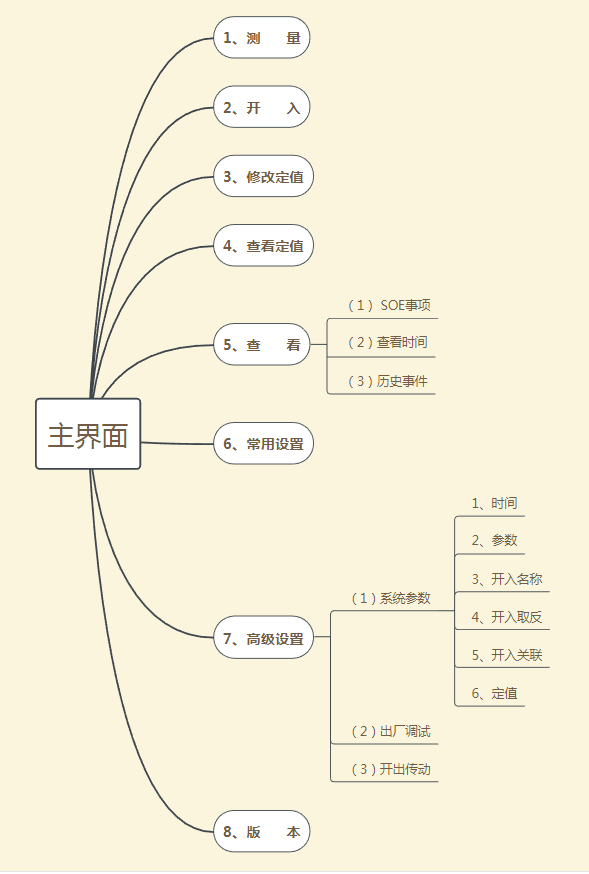 主界面
1、测 量
2、开 入
3、修改定值
4、查看定值
5、查 看
（1） SOE事项
（2）查看时间
（3）历史事件
6、常用设置
7、高级设置
（1）系统参数
1、时间
2、参数
3、开入名称
4、开入取反
5、开入关联
6、定值
（2）出厂调试
（3）开出传动
8、版 本